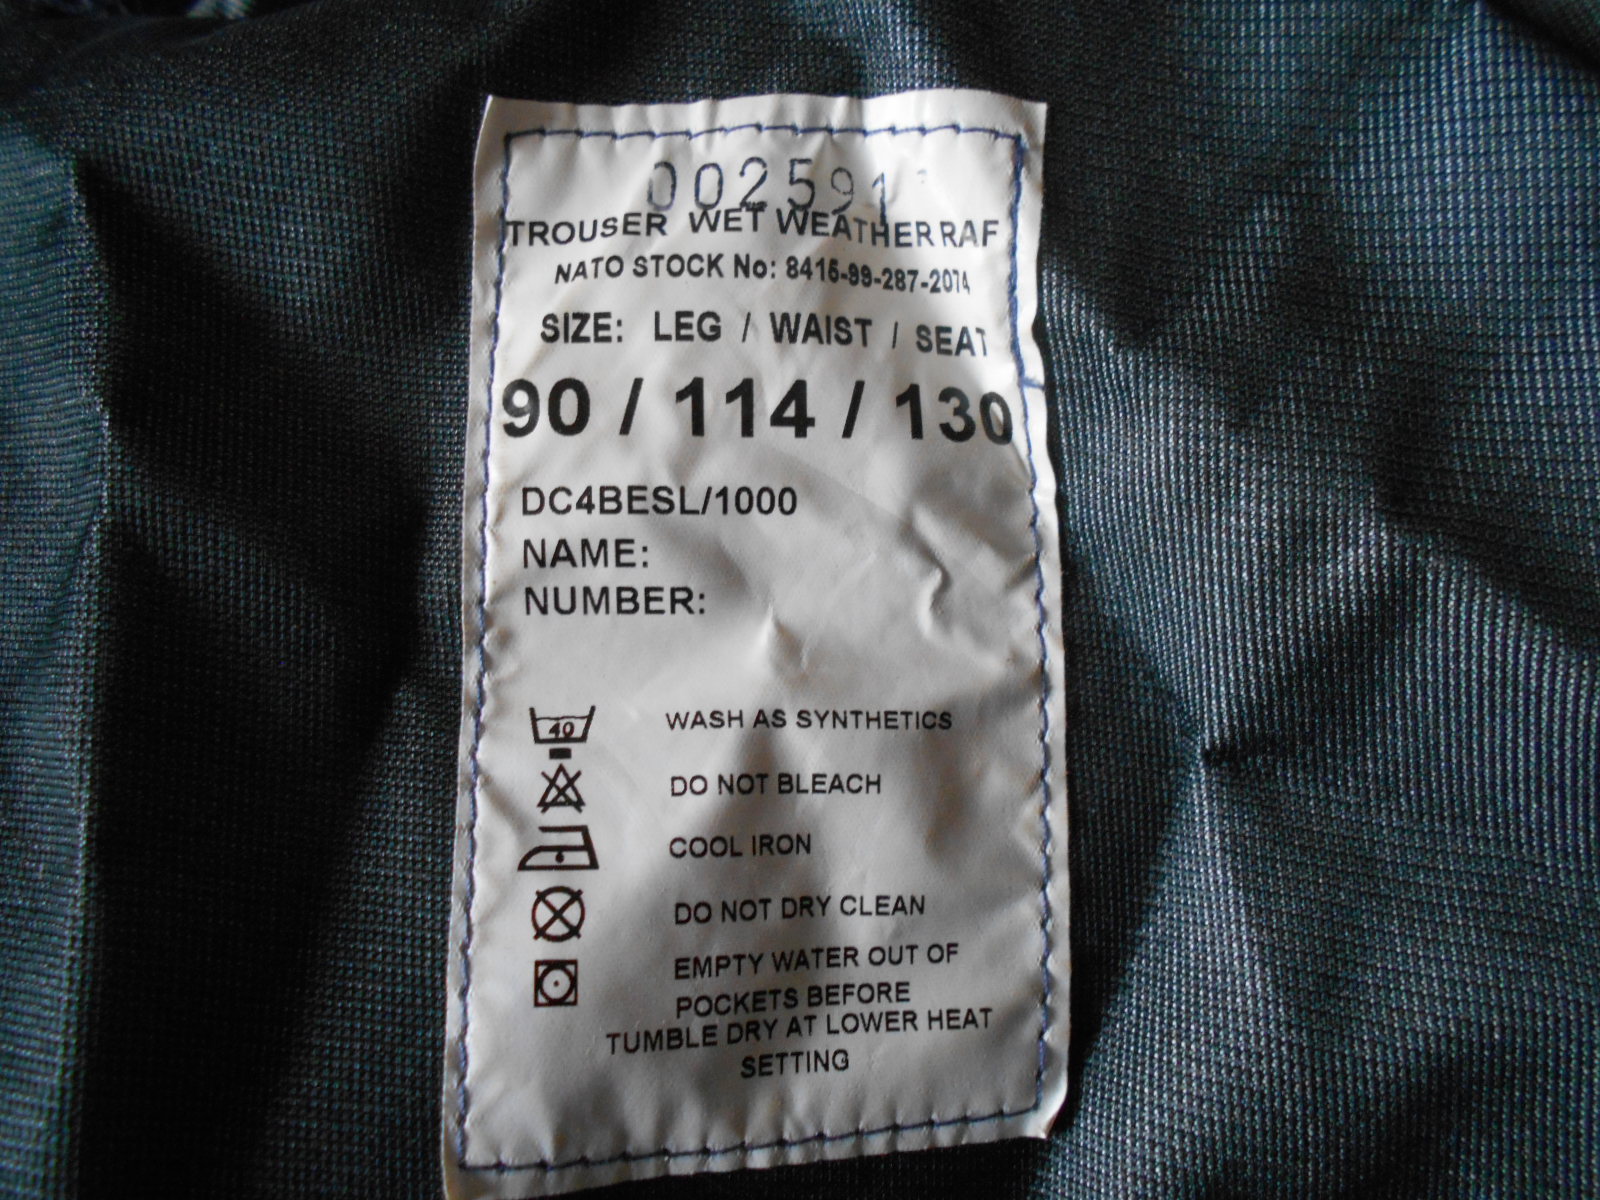 002591
TROUSER WET WEATHER RAF
NATO STOCK No: 8415-99-287-2074
SIZE: LEG / WAIST / SEAT
90 / 114 / 130
DC4BESL/1000
NAME:
NUMBER:
40 WASH AS SYNTHETICS
DO NOT BLEACH
COOL IRON
DO NOT DRY CLEAN
EMPTY WATER OUT OF
POCKETS BEFORE
TUMBLE DRY AT LOWER HEAT
SETTING